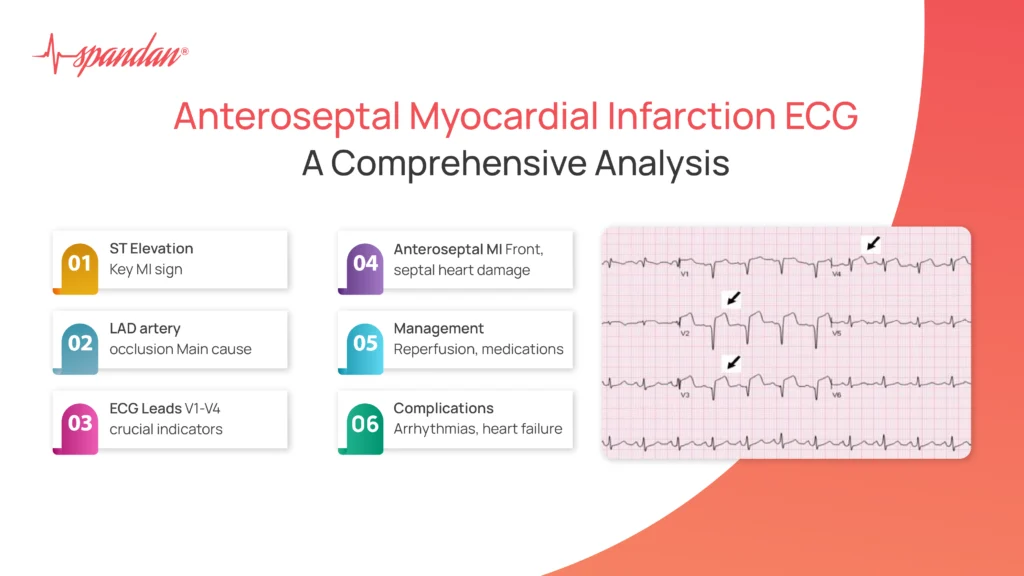 spandan®
Anteroseptal Myocardial Infarction ECG
A Comprehensive Analysis
01
ST Elevation
Key MI sign
02
LAD artery
occlusion Main cause
03
ECG Leads V1-V4
crucial indicators
04
Anteroseptal MI Front,
septal heart damage
05
Management
Reperfusion, medications
06
Complications
Arrhythmias, heart failure
V1
V4
V2
V5
V3
V6